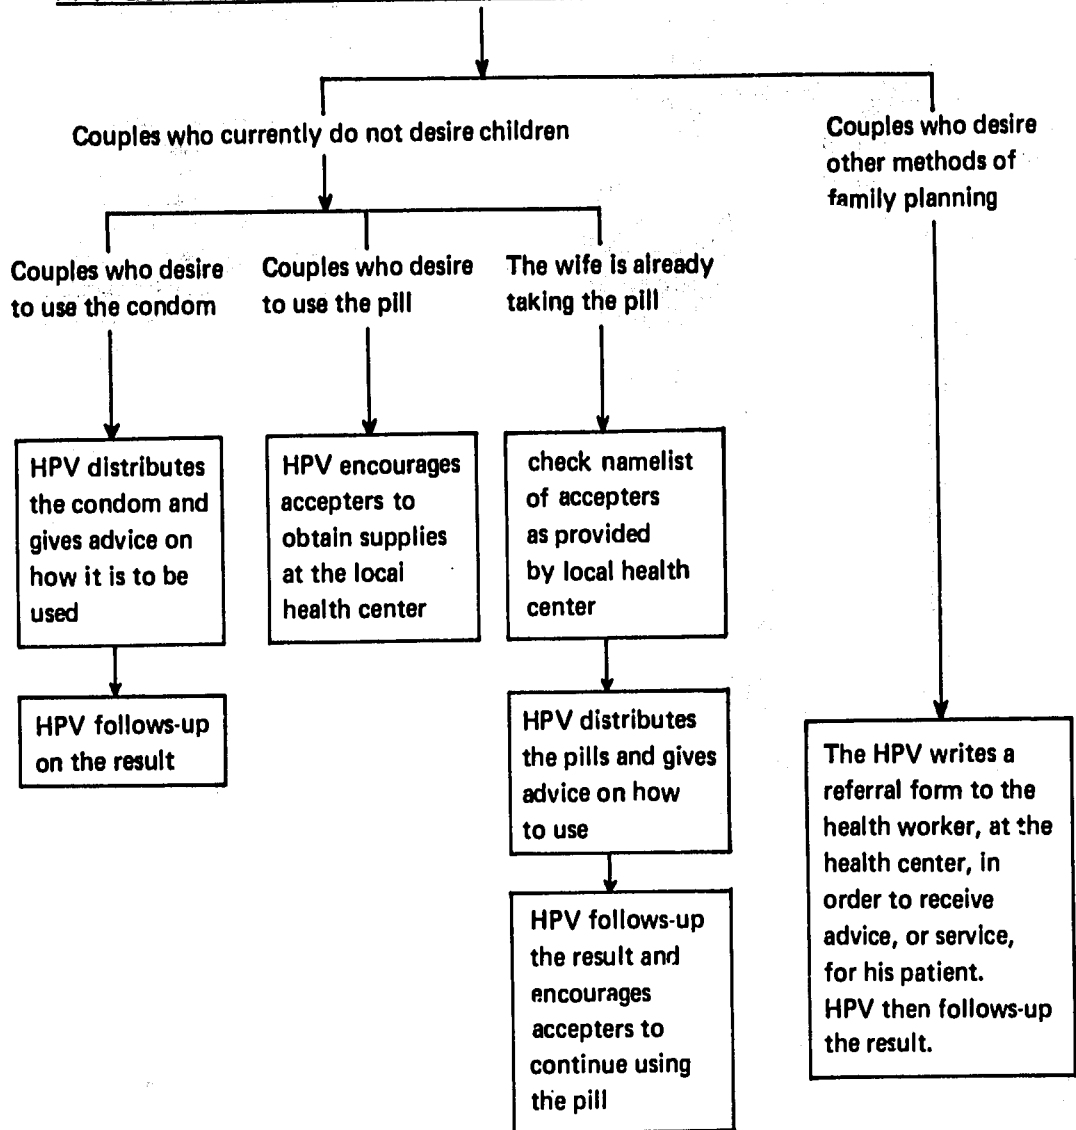 Couples who currently do not desire children
Couples who desire
other methods of
family planning
Couples who desire
to use the condom
Couples who desire
to use the pill
The wife is already
taking the pill
HPV distributes
the condom and
gives advice on
how it is to be
used
HPV encourages
accepters to
obtain supplies
at the local
health center
check namelist
of accepters
as provided
by local health
center
HPV follows-up
on the result
HPV distributes
the pills and gives
advice on how
to use
The HPV writes a
referral form to the
health worker, at the
health center, in
order to receive
advice, or service,
for his patient.
HPV then follows-up
the result.
HPV follows-up
the result and
encourages
accepters to
continue using
the pill